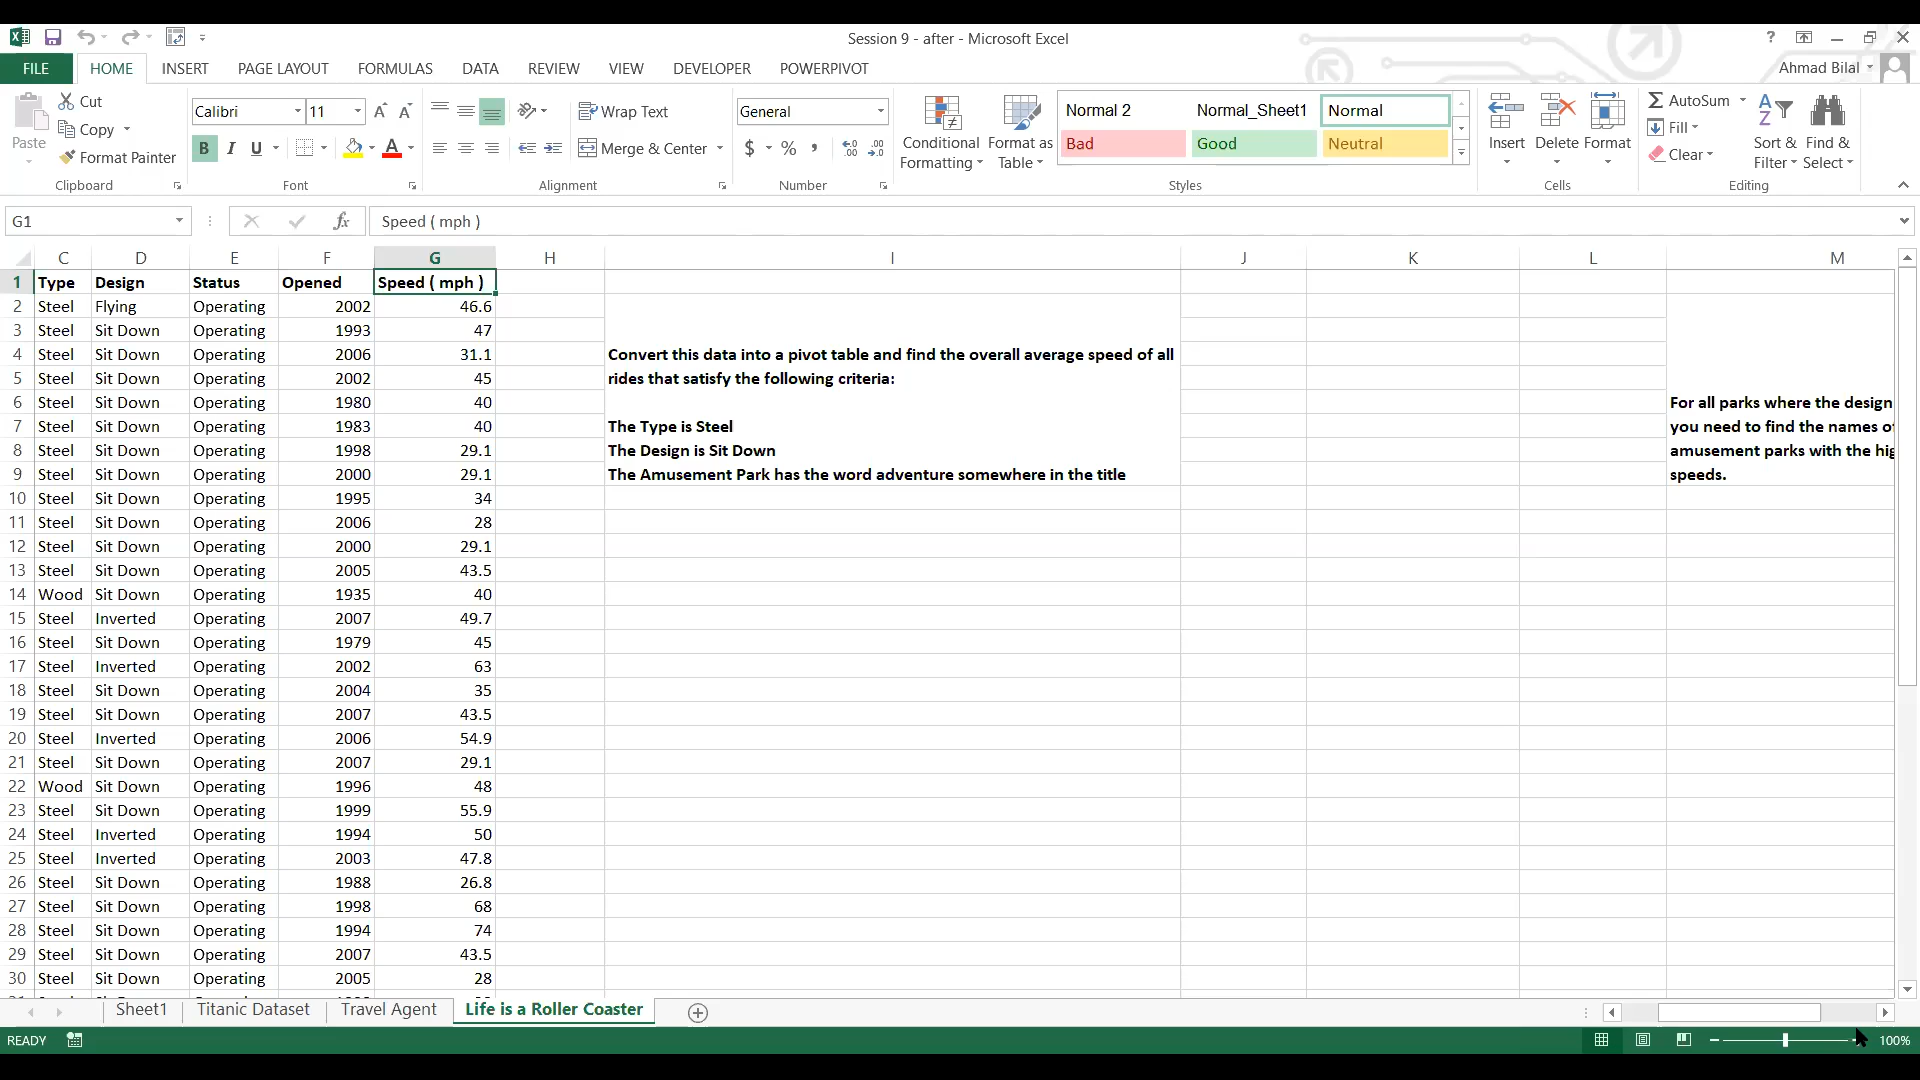 Session 9 - after - Microsoft Excel
?
FILE HOME INSERT PAGE LAYOUT FORMULAS DATA REVIEW VIEW DEVELOPER POWERPIVOT Ahmad Bilal
Paste
Cut
Copy
Format Painter
Clipboard
Calibri 11
B I U A
Font
Wrap Text
Merge & Center
Alignment
General
$ % ,
Number
Conditional Formatting
Format as Table
Normal 2 Normal_Sheet1 Normal
Bad Good Neutral
Styles
Insert Delete Format
Cells
AutoSum
Fill
Clear
Sort & Filter
Find & Select
Editing
G1 fx Speed ( mph )
C D E F G H I J K L M
1 Type Design Status Opened Speed ( mph )
2 Steel Flying Operating 2002 46.6
3 Steel Sit Down Operating 1993 47
4 Steel Sit Down Operating 2006 31.1
5 Steel Sit Down Operating 2002 45
6 Steel Sit Down Operating 1980 40
7 Steel Sit Down Operating 1983 40
8 Steel Sit Down Operating 1998 29.1
9 Steel Sit Down Operating 2000 29.1
10 Steel Sit Down Operating 1995 34
11 Steel Sit Down Operating 2006 28
12 Steel Sit Down Operating 2000 29.1
13 Steel Sit Down Operating 2005 43.5
14 Wood Sit Down Operating 1935 40
15 Steel Inverted Operating 2007 49.7
16 Steel Sit Down Operating 1979 45
17 Steel Inverted Operating 2002 63
18 Steel Sit Down Operating 2004 35
19 Steel Sit Down Operating 2007 43.5
20 Steel Inverted Operating 2006 54.9
21 Steel Sit Down Operating 2007 29.1
22 Wood Sit Down Operating 1996 48
23 Steel Sit Down Operating 1999 55.9
24 Steel Inverted Operating 1994 50
25 Steel Inverted Operating 2003 47.8
26 Steel Sit Down Operating 1988 26.8
27 Steel Sit Down Operating 1998 68
28 Steel Sit Down Operating 1994 74
29 Steel Sit Down Operating 2007 43.5
30 Steel Sit Down Operating 2005 28
Convert this data into a pivot table and find the overall average speed of all
rides that satisfy the following criteria:
The Type is Steel
The Design is Sit Down
The Amusement Park has the word adventure somewhere in the title
For all parks where the design
you need to find the names of
amusement parks with the hig
speeds.
Sheet1 Titanic Dataset Travel Agent Life is a Roller Coaster
READY 100%